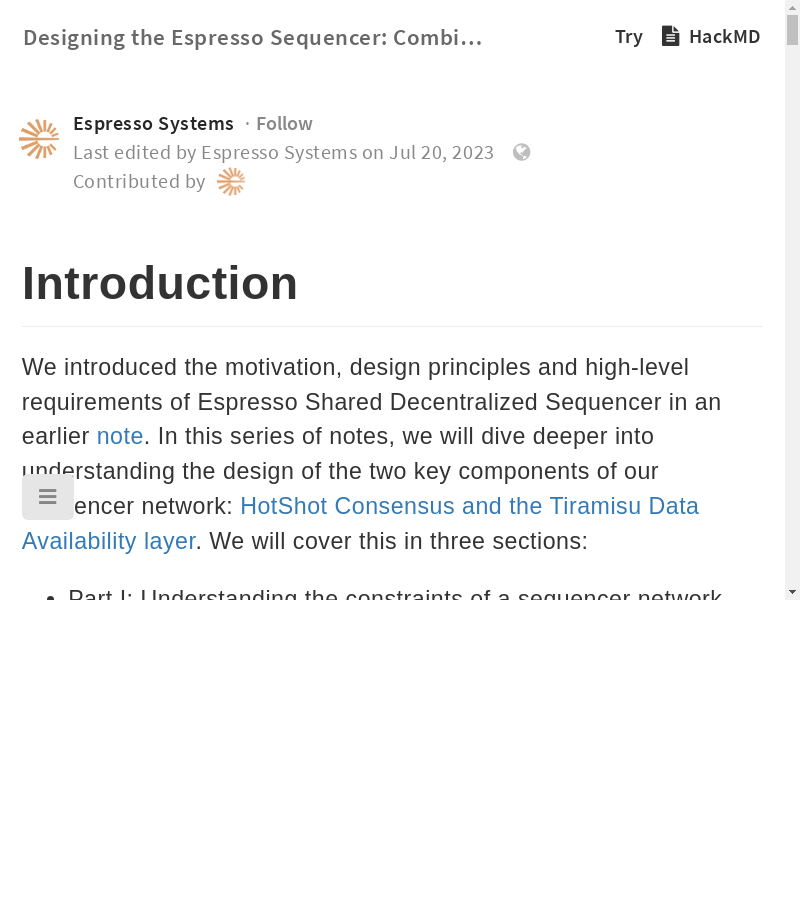 Designing the Espresso Sequencer: Combi...
Try HackMD
Espresso Systems · Follow
Last edited by Espresso Systems on Jul 20, 2023
Contributed by
Introduction
We introduced the motivation, design principles and high-level
requirements of Espresso Shared Decentralized Sequencer in an
earlier note. In this series of notes, we will dive deeper into
understanding the design of the two key components of our
encer network: HotShot Consensus and the Tiramisu Data
Availability layer. We will cover this in three sections:
• Part I: Understanding the constraints of a sequencer network